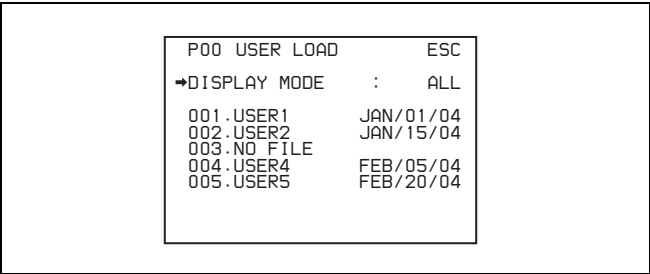 P00 USER LOAD ESC
➡DISPLAY MODE : ALL
001.USER1 JAN/01/04
002.USER2 JAN/15/04
003.NO FILE
004.USER4 FEB/05/04
005.USER5 FEB/20/04